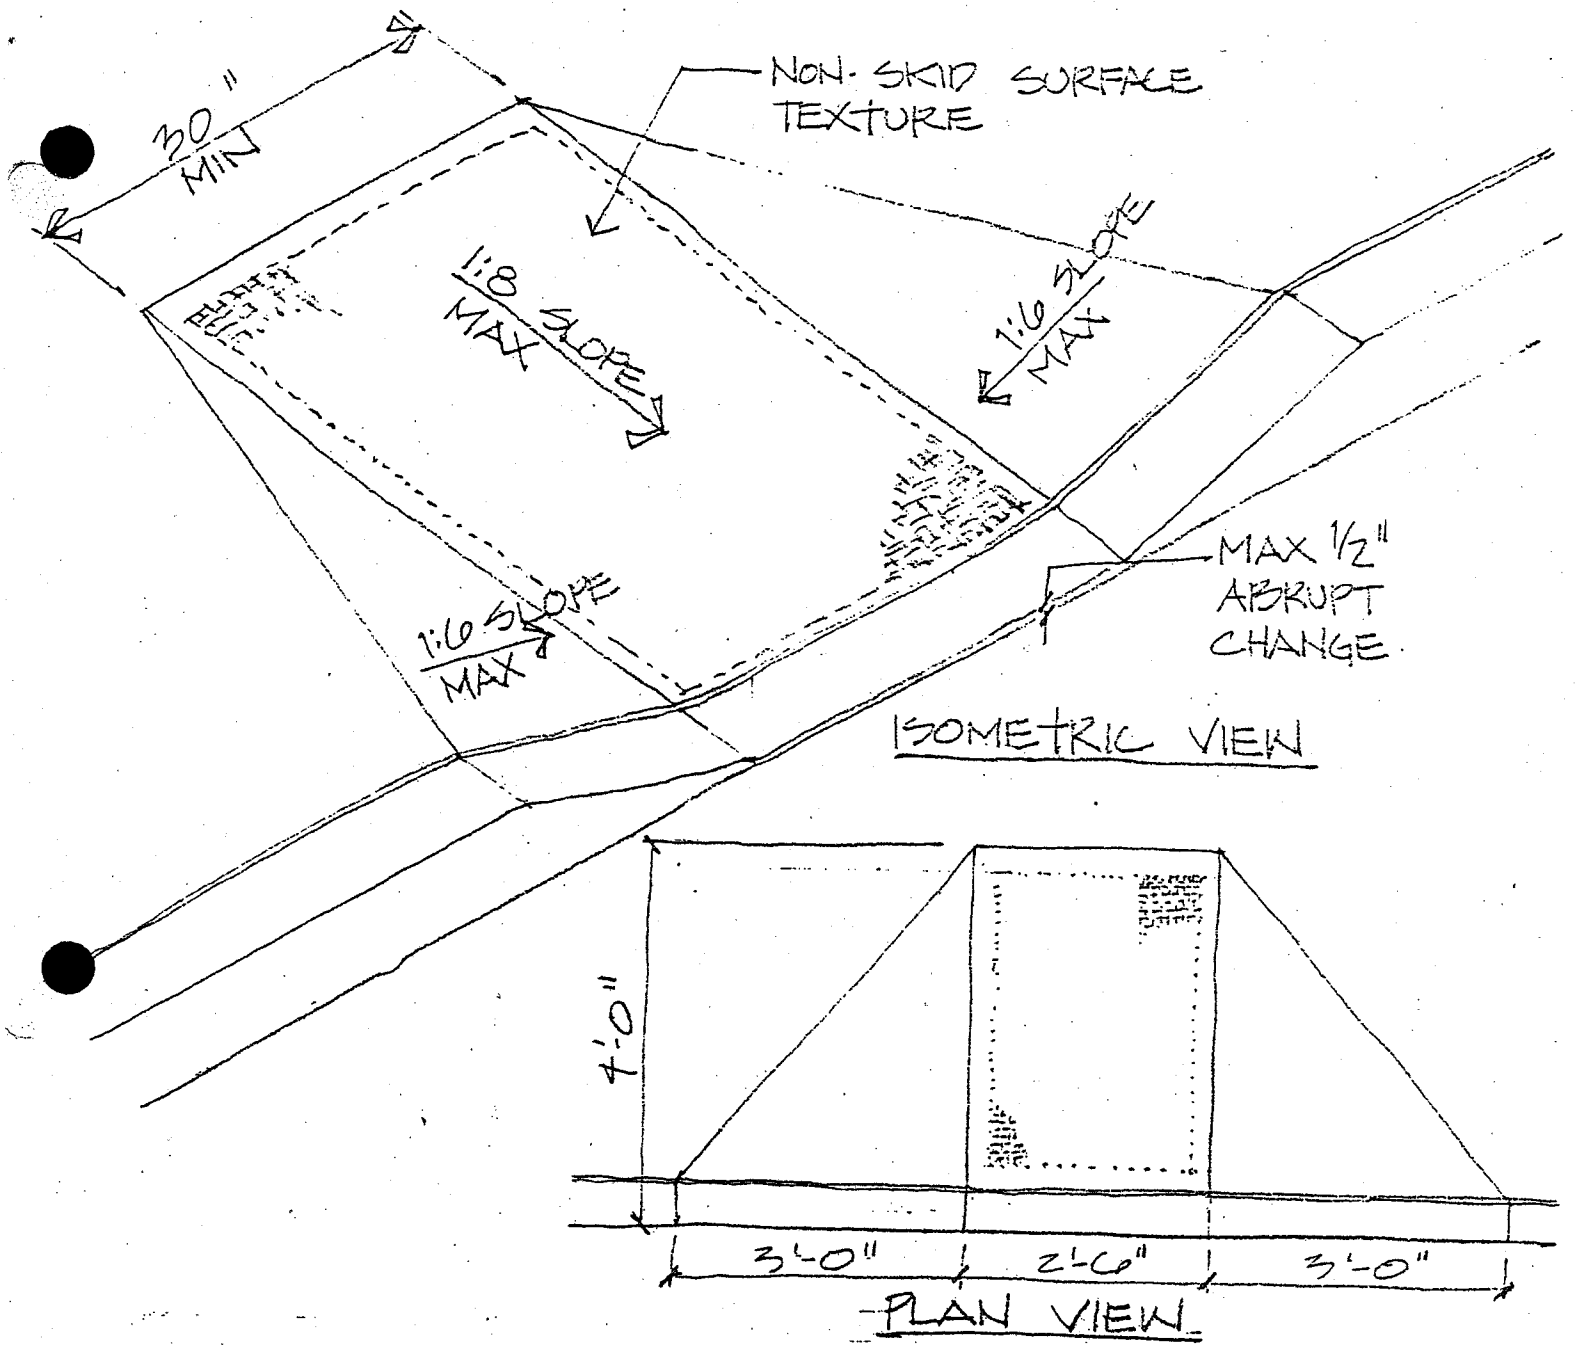 30"
MIN
NON-SKID SURFACE
TEXTURE
1:8 SLOPE
MAX
1:6 SLOPE
MAX
1:6 SLOPE
MAX
MAX 1/2"
ABRUPT
CHANGE.
ISOMETRIC VIEW
4'-0"
3'-0"
2'-6"
3'-0"
PLAN VIEW